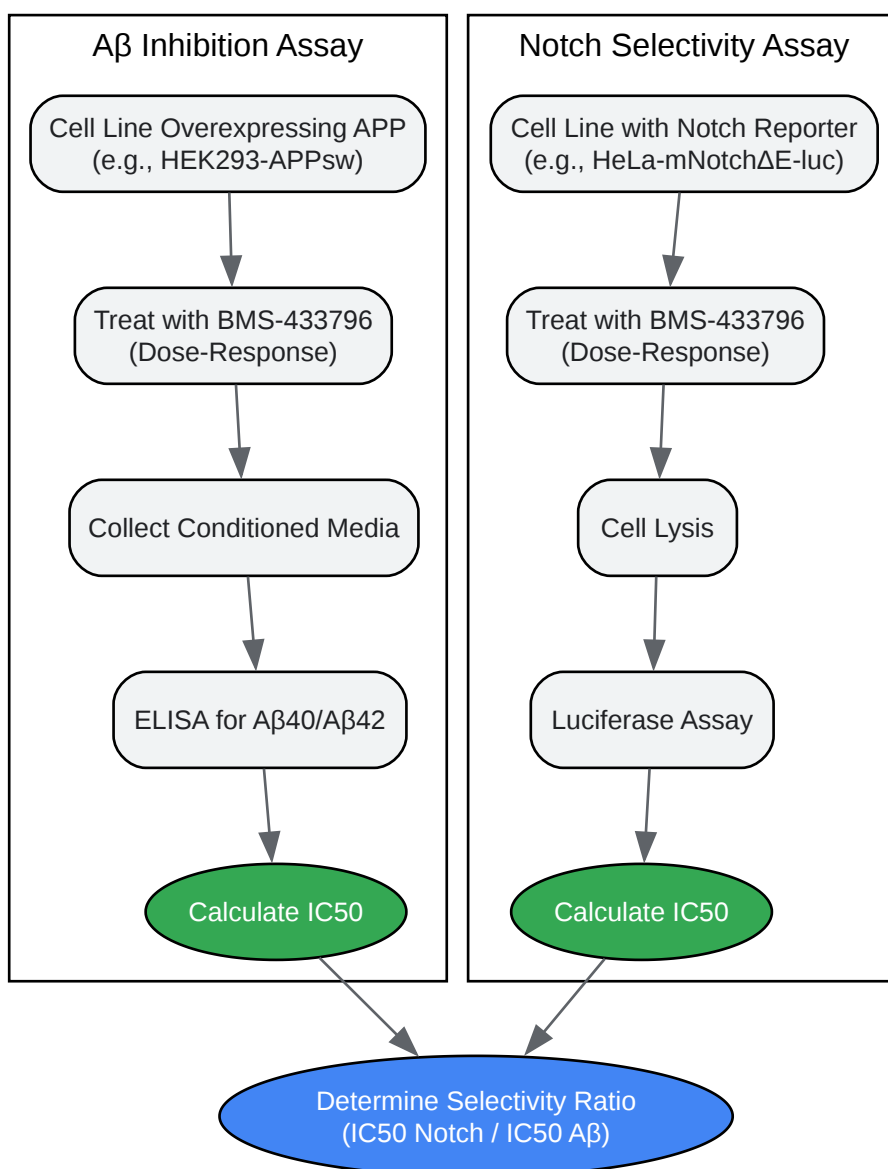 Aβ Inhibition Assay
Cell Line Overexpressing APP
(e.g., HEK293-APPsw)
Treat with BMS-433796
(Dose-Response)
Collect Conditioned Media
ELISA for Aβ40/Aβ42
Calculate IC50
Notch Selectivity Assay
Cell Line with Notch Reporter
(e.g., HeLa-mNotchΔE-luc)
Treat with BMS-433796
(Dose-Response)
Cell Lysis
Luciferase Assay
Calculate IC50
Determine Selectivity Ratio
(IC50 Notch / IC50 Aβ)